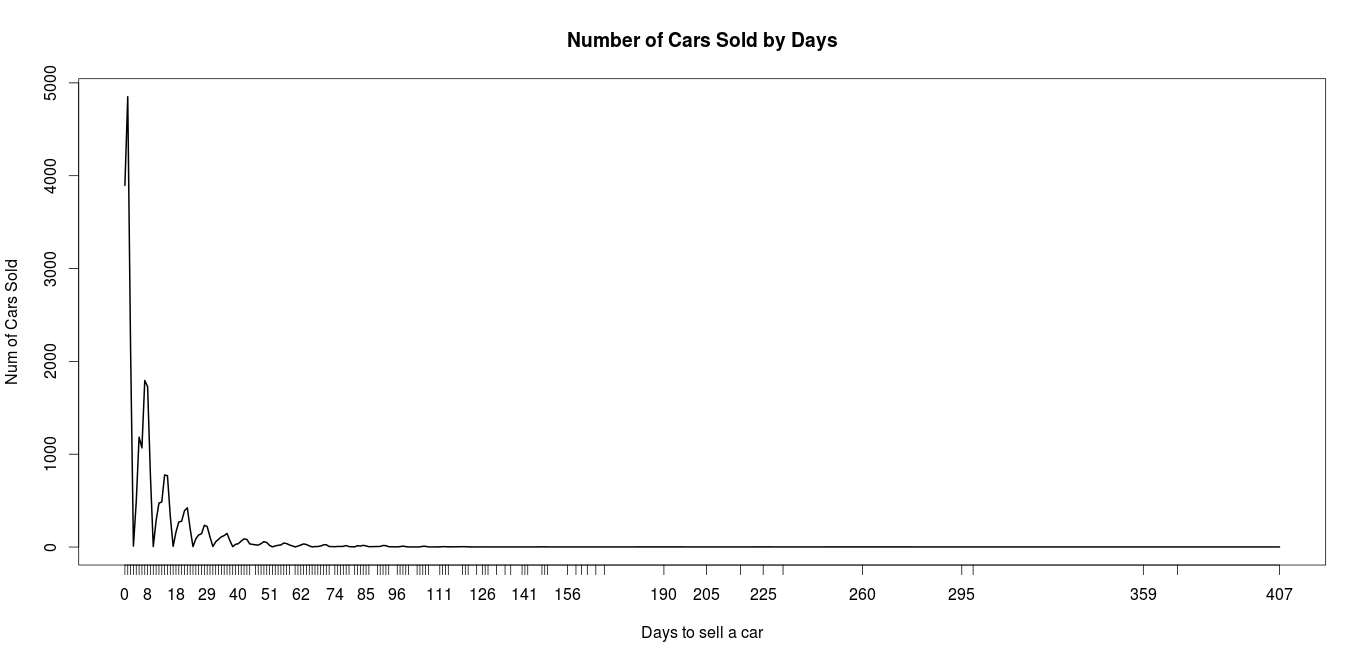 Number of Cars Sold by Days
Num of Cars Sold
5000
4000
3000
2000
1000
0
0 8 18 29 40 51 62 74 85 96 111 126 141 156 190 205 225 260 295 359 407
Days to sell a car